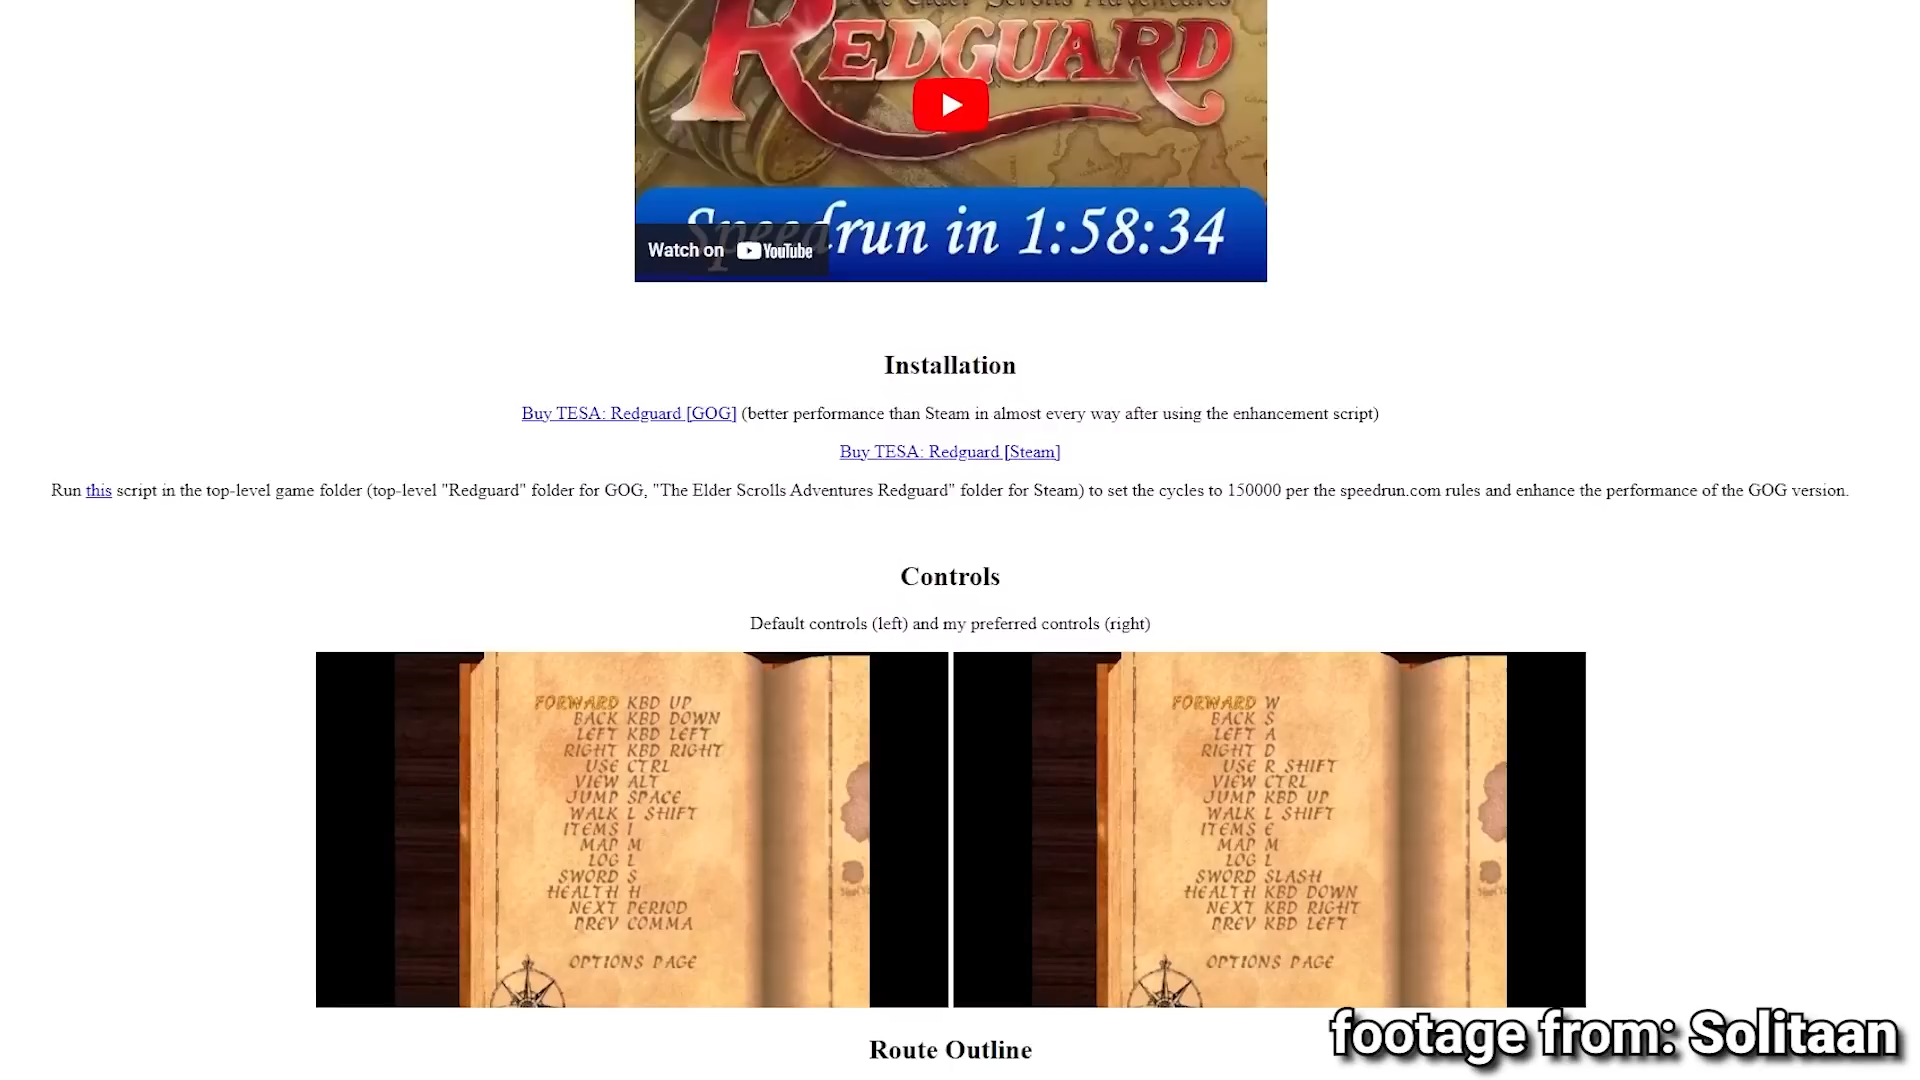 The Elder Scrolls Adventures
REDGUARD
Speedrun in 1:58:34
Watch on YouTube
Installation
Buy TESA: Redguard [GOG] (better performance than Steam in almost every way after using the enhancement script)
Buy TESA: Redguard [Steam]
Run this script in the top-level game folder (top-level "Redguard" folder for GOG, "The Elder Scrolls Adventures Redguard" folder for Steam) to set the cycles to 150000 per the speedrun.com rules and enhance the performance of the GOG version.
Controls
Default controls (left) and my preferred controls (right)
FORWARD KBD UP
BACK KBD DOWN
LEFT KBD LEFT
RIGHT KBD RIGHT
USE CTRL
VIEW ALT
JUMP SPACE
WALK L SHIFT
ITEMS I
MAP M
LOG L
SWORD S
HEALTH H
NEXT PERIOD
PREV COMMA
OPTIONS PAGE
FORWARD W
BACK S
LEFT A
RIGHT D
USE R SHIFT
VIEW CTRL
JUMP KBD UP
WALK L SHIFT
ITEMS E
MAP M
LOG L
SWORD SLASH
HEALTH KBD DOWN
NEXT KBD RIGHT
PREV KBD LEFT
OPTIONS PAGE
Route Outline
footage from: Solitaan